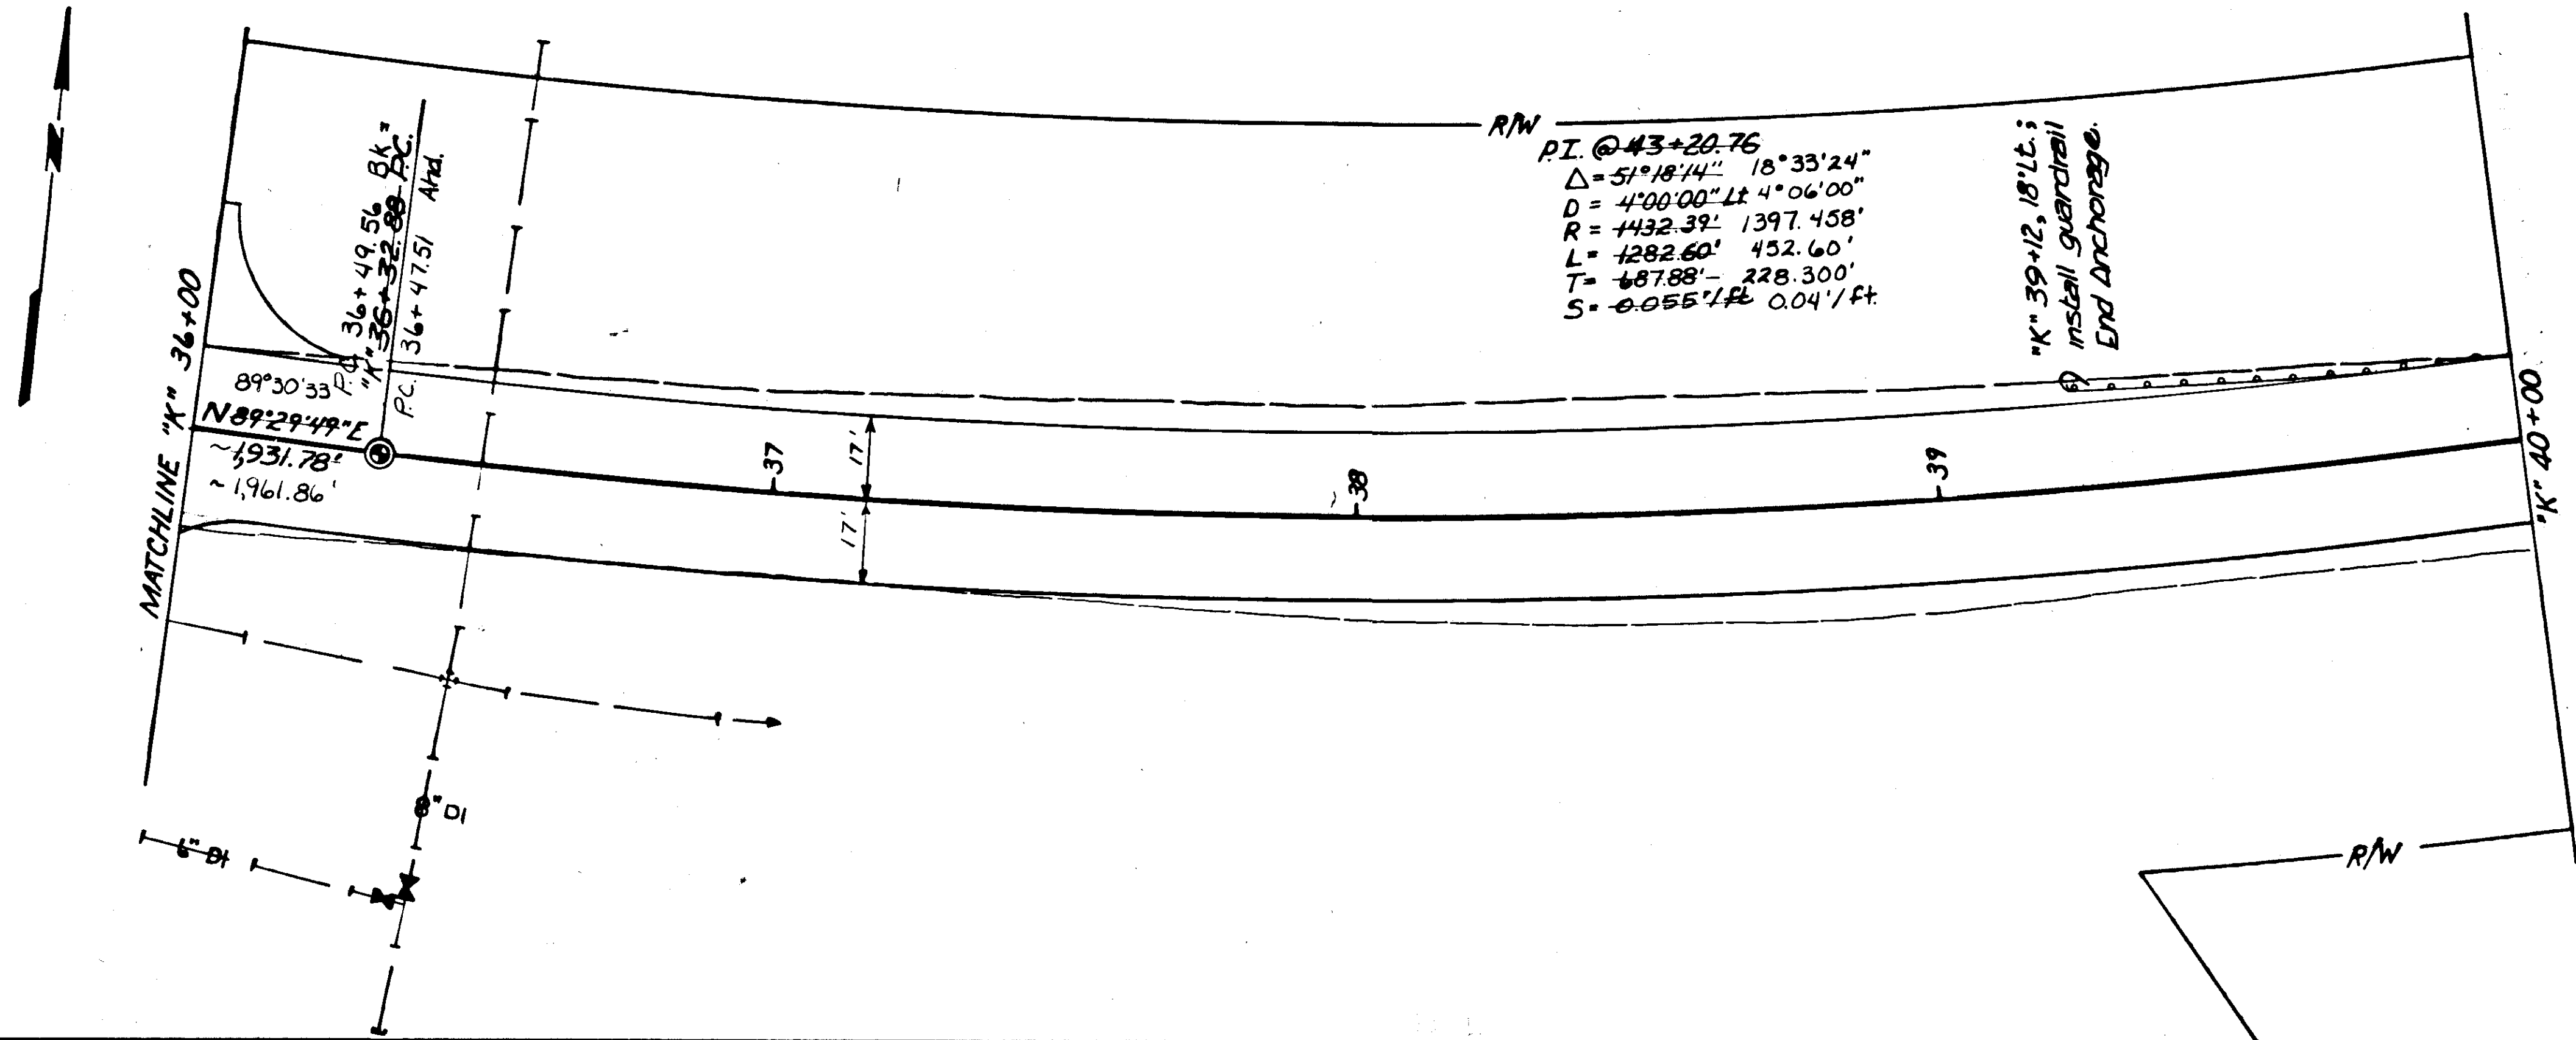 N
R/W
P.I. @ 43+20.76
Δ = 51°18'14" 18°33'24"
D = 4°00'00" Lt 4°06'00"
R = 1432.39' 1397.458'
L = 1282.60' 452.60'
T = 687.88' - 228.300'
S = 0.055'/ft 0.04'/ft.
"K" 39+12, 18' Lt.;
install guardrail
End Anchorage.
P.C. 36+49.56 Bk =
"K" 36+32.88 P.C.
P.C. 36+47.51 Ahd.
MATCHLINE "K" 36+00
89°30'33
N 89°29'49" E
~1,931.78'
~1,961.86'
17'
17'
37
38
39
"K" 40+00
8" DI
6" DI
R/W